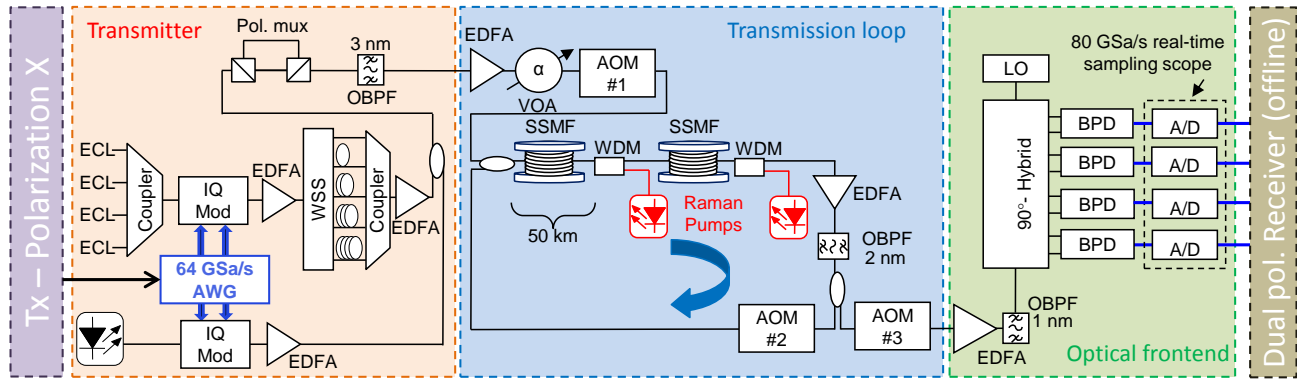 Tx – Polarization X
Transmitter
Pol. mux
3 nm
OBPF
ECL
ECL
ECL
ECL
Coupler
IQ
Mod
EDFA
WSS
Coupler
EDFA
64 GSa/s
AWG
IQ
Mod
EDFA
Transmission loop
EDFA
α
VOA
AOM
#1
SSMF
WDM
SSMF
WDM
50 km
Raman
Pumps
EDFA
OBPF
2 nm
AOM
#2
AOM
#3
LO
80 GSa/s real-time
sampling scope
90°- Hybrid
BPD
A/D
BPD
A/D
BPD
A/D
BPD
A/D
EDFA
OBPF
1 nm
Optical frontend
Dual pol. Receiver (offline)